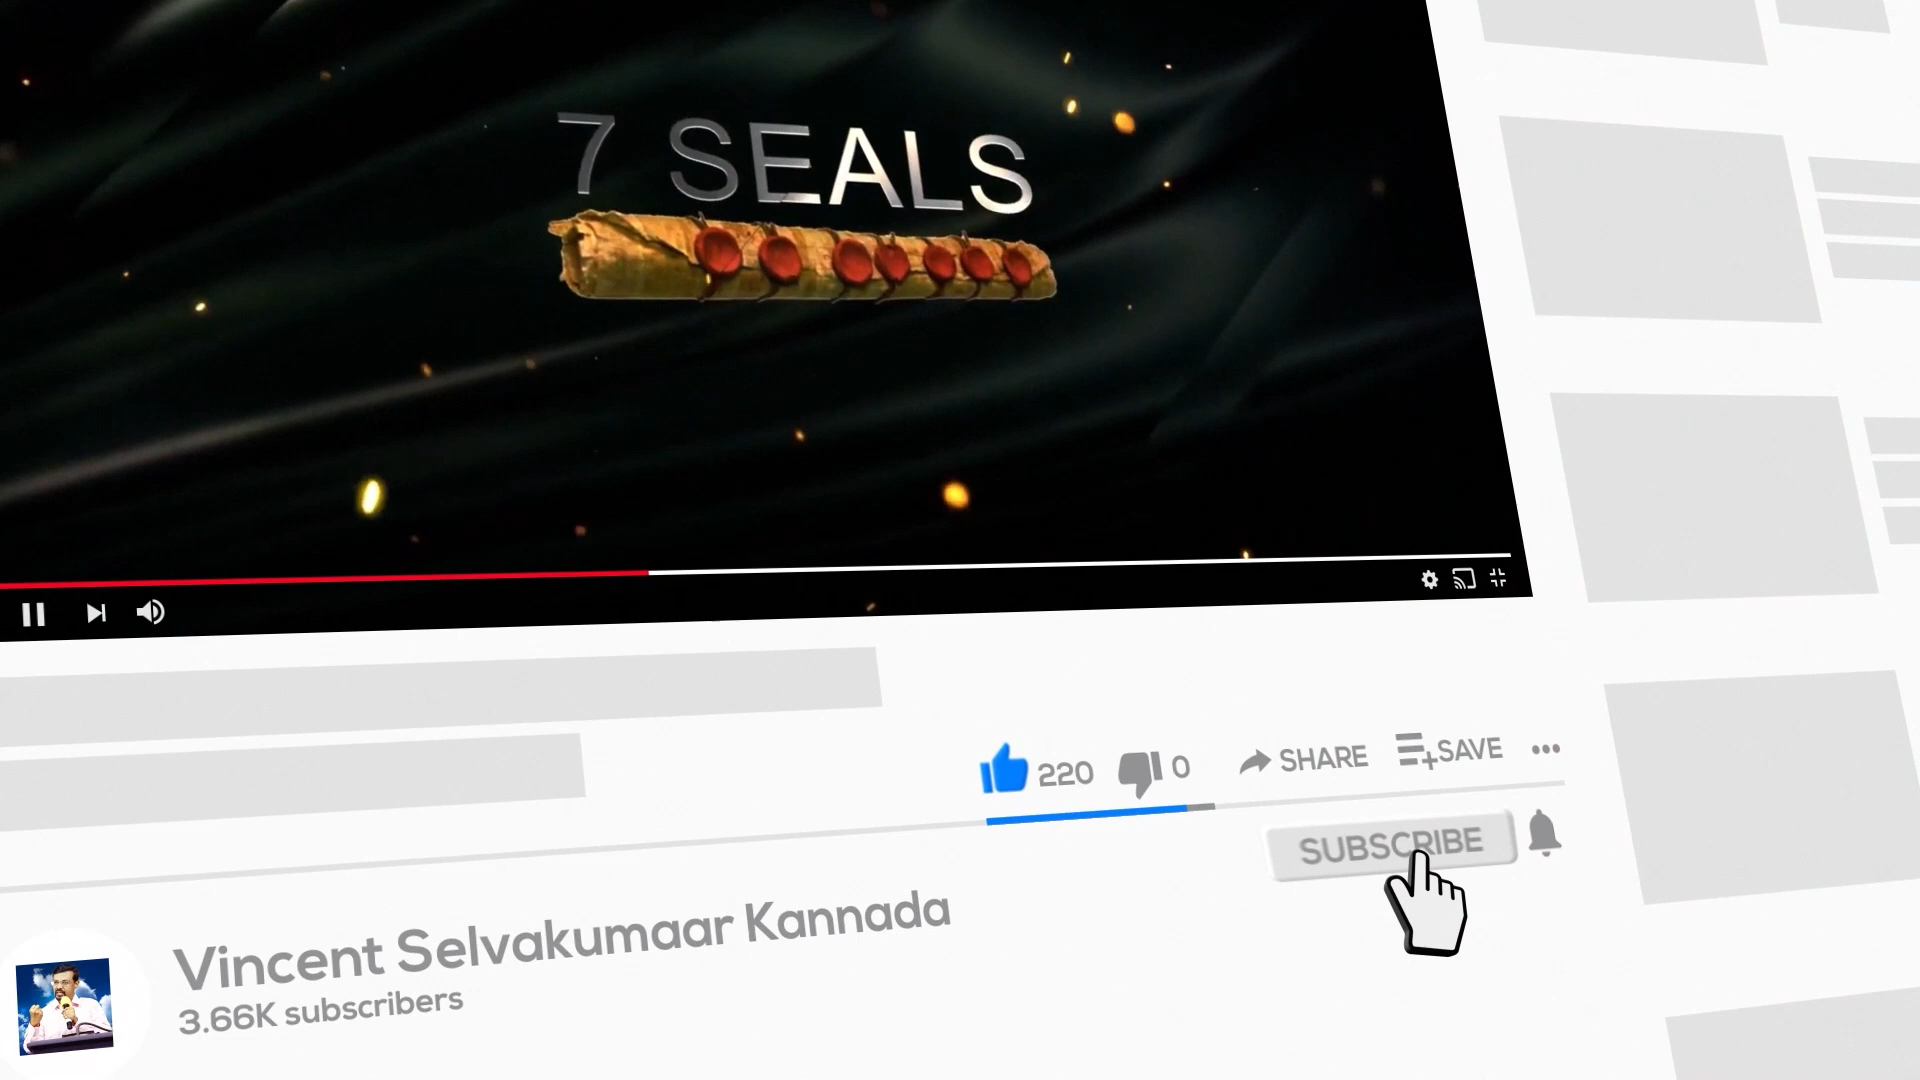 7 SEALS
220
0
SHARE
SAVE
SUBSCRIBE
Vincent Selvakumaar Kannada
3.66K subscribers